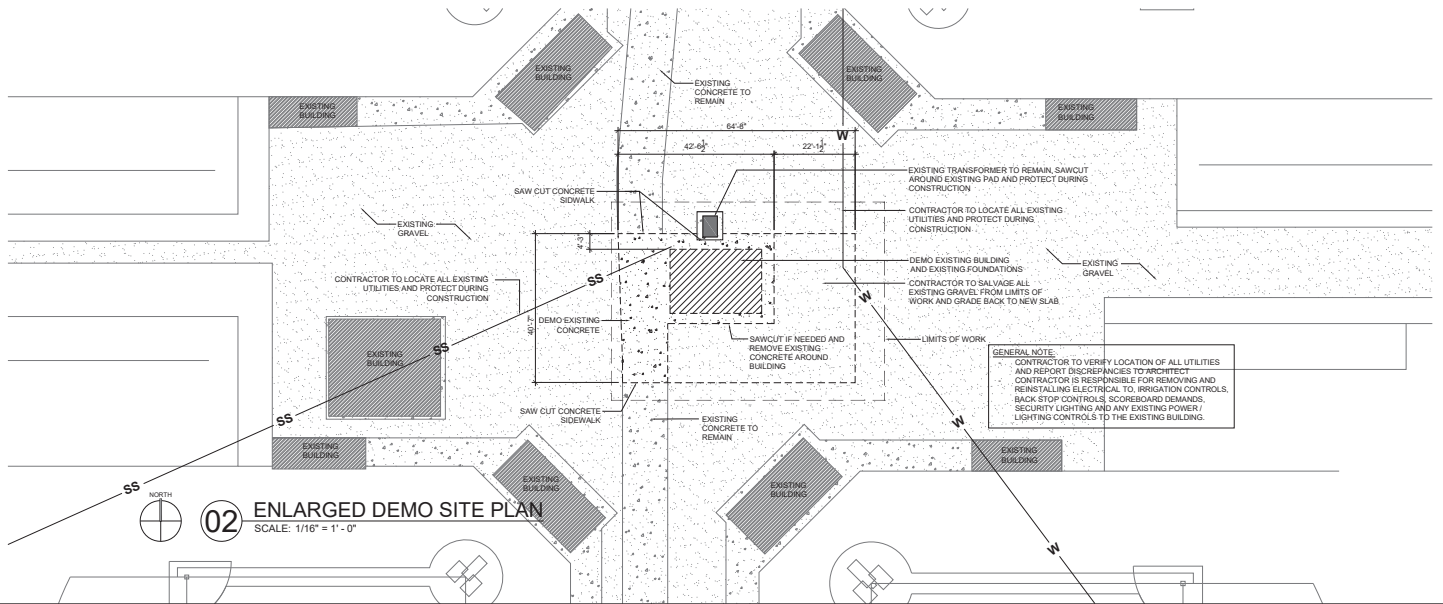 EXISTING
BUILDING
EXISTING
BUILDING
EXISTING
BUILDING
EXISTING
BUILDING
EXISTING
CONCRETE TO
REMAIN
64'-8"
W
42'-6½"
22'-1½"
EXISTING TRANSFORMER TO REMAIN, SAWCUT
AROUND EXISTING PAD AND PROTECT DURING
CONSTRUCTION
SAW CUT CONCRETE
SIDWALK
CONTRACTOR TO LOCATE ALL EXISTING
UTILITIES AND PROTECT DURING
CONSTRUCTION
EXISTING
GRAVEL
4'-3"
DEMO EXISTING BUILDING
AND EXISTING FOUNDATIONS
EXISTING
GRAVEL
CONTRACTOR TO LOCATE ALL EXISTING
UTILITIES AND PROTECT DURING
CONSTRUCTION
SS
CONTRACTOR TO SALVAGE ALL
EXISTING GRAVEL FROM LIMITS OF
WORK AND GRADE BACK TO NEW SLAB
W
DEMO EXISTING
CONCRETE
40'-7"
SAWCUT IF NEEDED AND
REMOVE EXISTING
CONCRETE AROUND
BUILDING
LIMITS OF WORK
EXISTING
BUILDING
SS
GENERAL NOTE:
CONTRACTOR TO VERIFY LOCATION OF ALL UTILITIES
AND REPORT DISCREPANCIES TO ARCHITECT
CONTRACTOR IS RESPONSIBLE FOR REMOVING AND
REINSTALLING ELECTRICAL TO, IRRIGATION CONTROLS,
BACK STOP CONTROLS, SCOREBOARD DEMANDS,
SECURITY LIGHTING AND ANY EXISTING POWER /
LIGHTING CONTROLS TO THE EXISTING BUILDING.
SAW CUT CONCRETE
SIDEWALK
SS
EXISTING
CONCRETE TO
REMAIN
W
EXISTING
BUILDING
EXISTING
BUILDING
EXISTING
BUILDING
EXISTING
BUILDING
SS
NORTH
02
ENLARGED DEMO SITE PLAN
SCALE: 1/16" = 1' - 0"
W